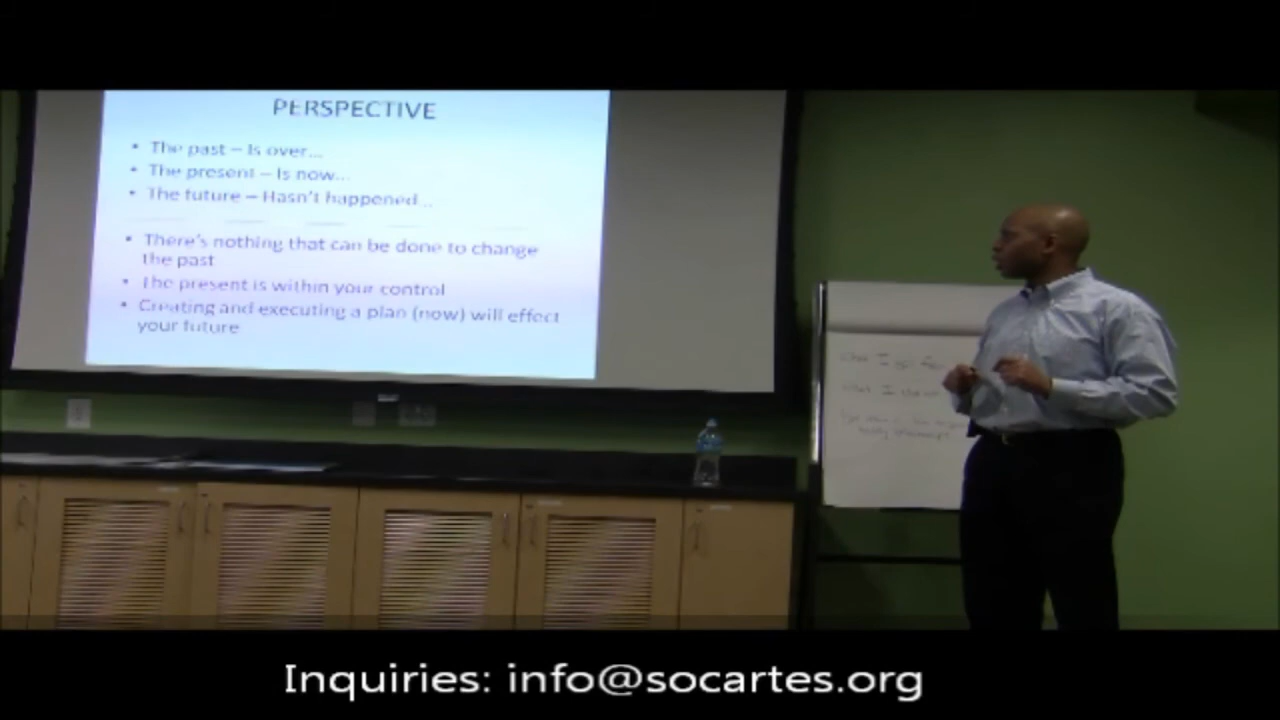 PERSPECTIVE
• The past – Is over...
• The present – Is now...
• The future – Hasn't happened...
• There's nothing that can be done to change
the past
• The present is within your control
• Creating and executing a plan (now) will effect
your future
What I
Inquiries: info@socartes.org